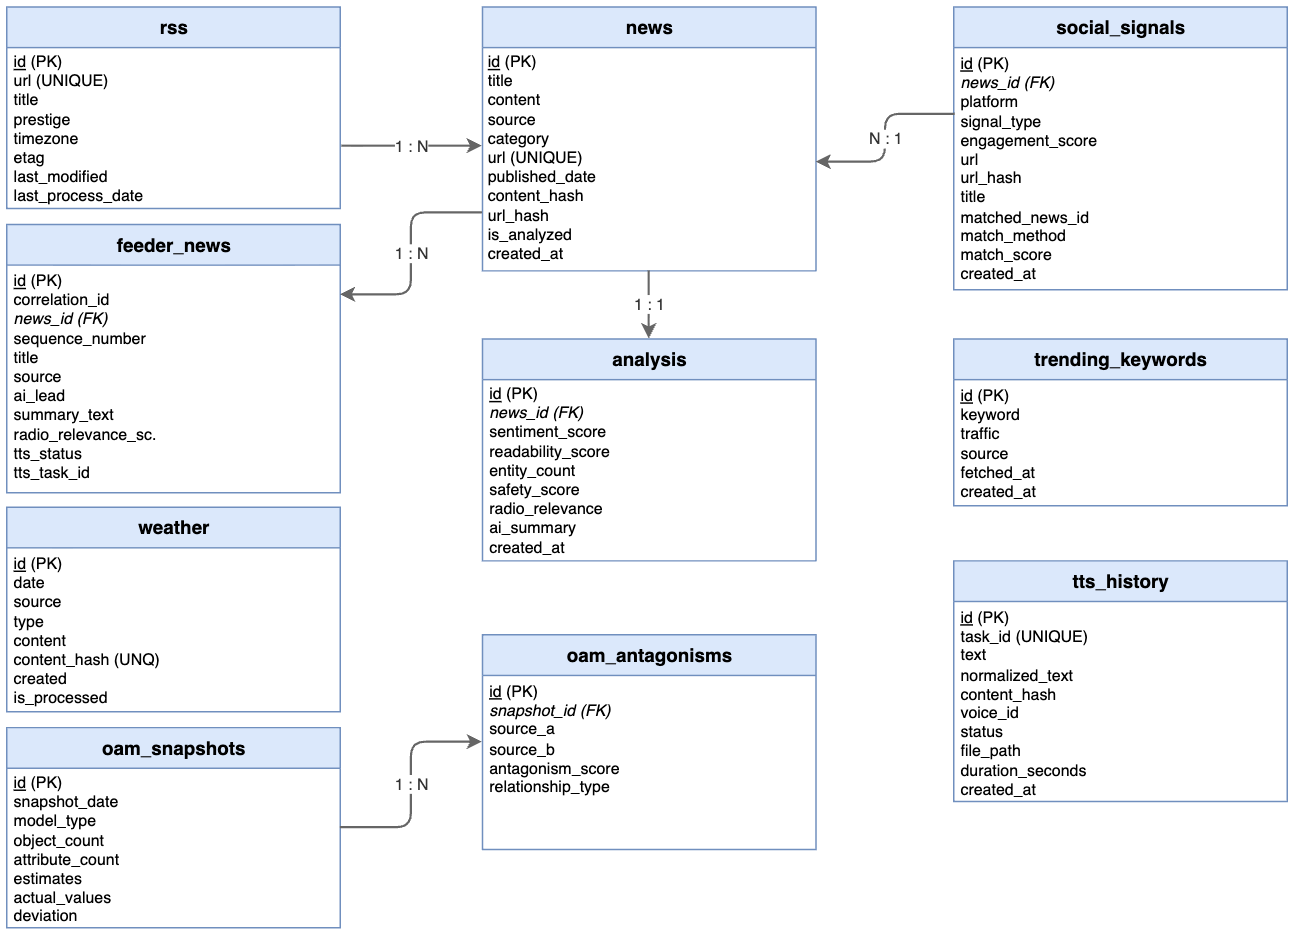 rss
id (PK)
url (UNIQUE)
title
prestige
timezone
etag
last_modified
last_process_date
1 : N
news
id (PK)
title
content
source
category
url (UNIQUE)
published_date
content_hash
url_hash
is_analyzed
created_at
N : 1
social_signals
id (PK)
news_id (FK)
platform
signal_type
engagement_score
url
url_hash
title
matched_news_id
match_method
match_score
created_at
feeder_news
id (PK)
correlation_id
news_id (FK)
sequence_number
title
source
ai_lead
summary_text
radio_relevance_sc.
tts_status
tts_task_id
1 : N
1 : 1
analysis
id (PK)
news_id (FK)
sentiment_score
readability_score
entity_count
safety_score
radio_relevance
ai_summary
created_at
trending_keywords
id (PK)
keyword
traffic
source
fetched_at
created_at
weather
id (PK)
date
source
type
content
content_hash (UNQ)
created
is_processed
oam_antagonisms
id (PK)
snapshot_id (FK)
source_a
source_b
antagonism_score
relationship_type
tts_history
id (PK)
task_id (UNIQUE)
text
normalized_text
content_hash
voice_id
status
file_path
duration_seconds
created_at
oam_snapshots
id (PK)
snapshot_date
model_type
object_count
attribute_count
estimates
actual_values
deviation
1 : N